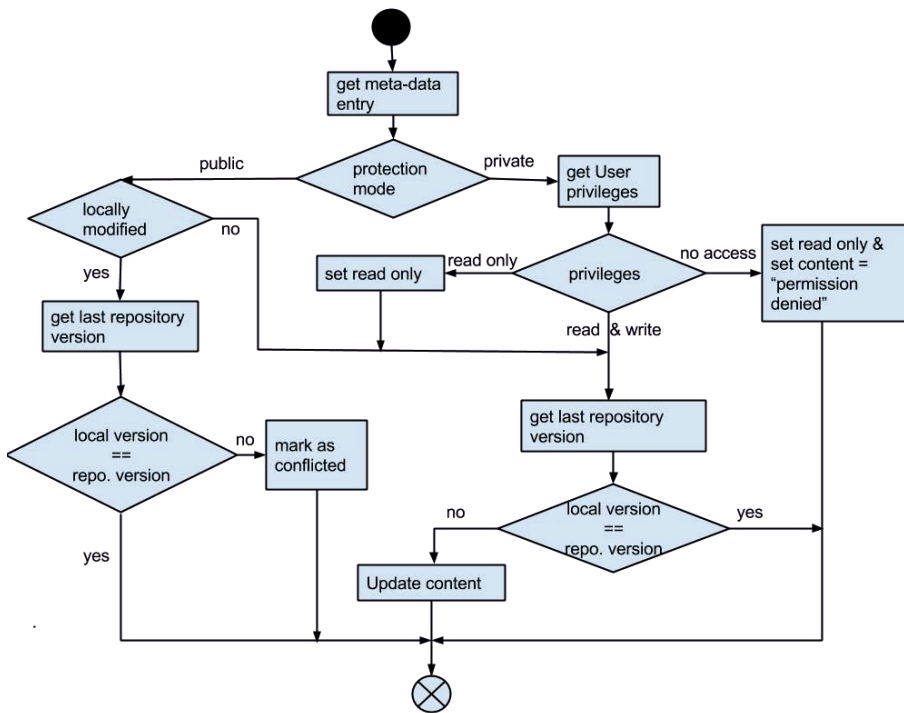 get meta-data
entry
public
protection
mode
private
get User
privileges
locally
modified
no
yes
set read only
read only
privileges
no access
set read only &
set content =
“permission
denied”
get last repository
version
read & write
local version
==
repo. version
no
mark as
conflicted
get last repository
version
yes
no
local version
==
repo. version
yes
Update content
.